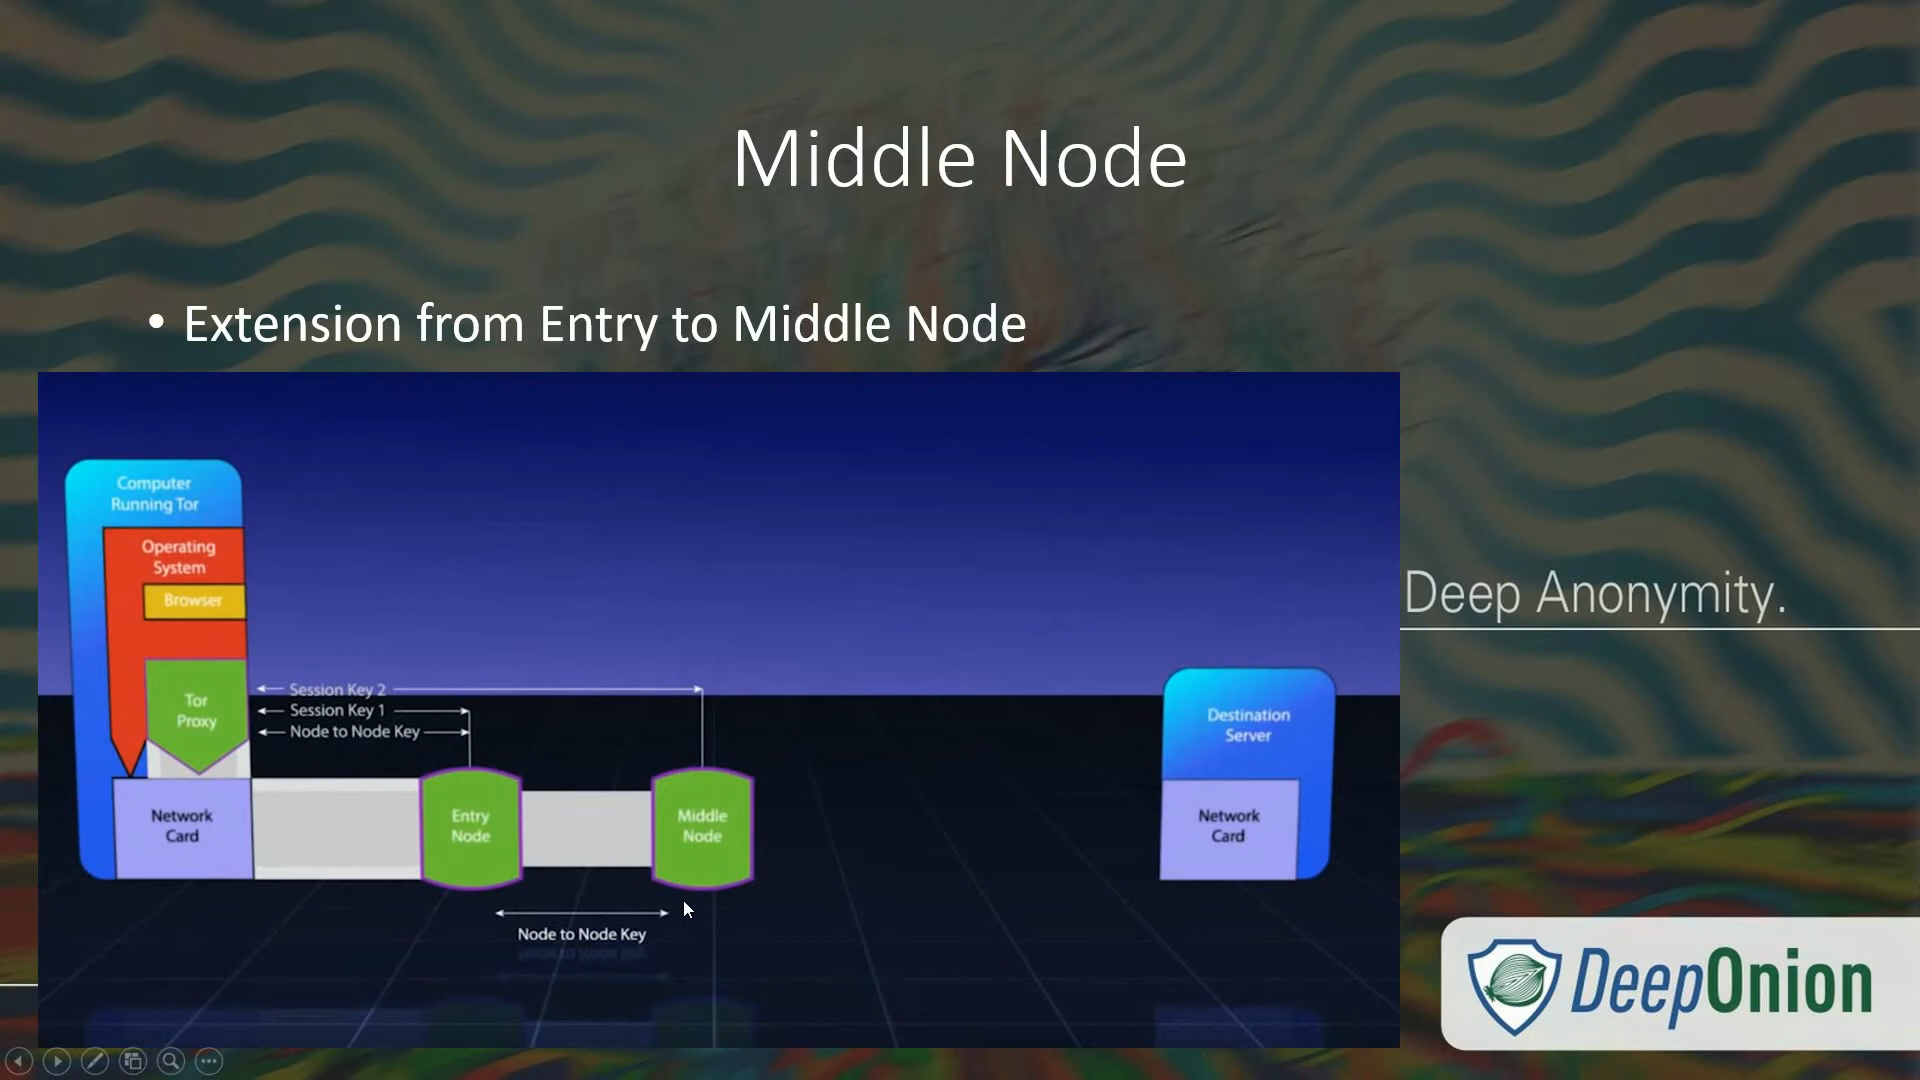 Middle Node
• Extension from Entry to Middle Node
Computer
Running Tor
Operating
System
Browser
Tor
Proxy
Session Key 2
Session Key 1
Node to Node Key
Network
Card
Entry
Node
Middle
Node
Node to Node Key
Destination
Server
Network
Card
Deep Anonymity.
DeepOnion